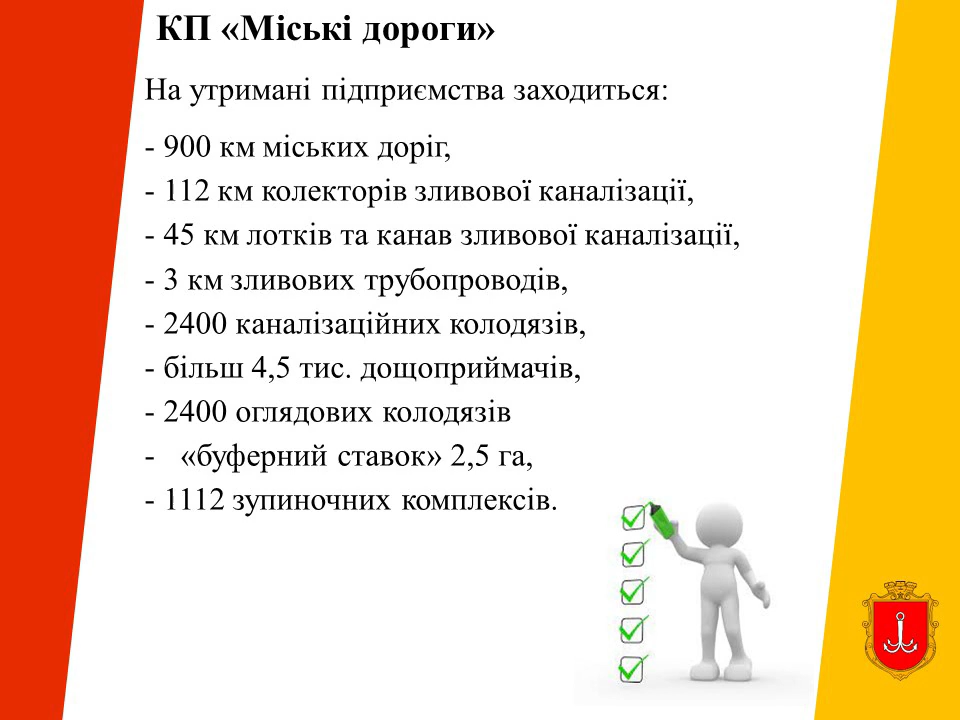 КП «Міські дороги»
На утримані підприємства заходиться:
- 900 км міських доріг,
- 112 км колекторів зливової каналізації,
- 45 км лотків та канав зливової каналізації,
- 3 км зливових трубопроводів,
- 2400 каналізаційних колодязів,
- більш 4,5 тис. дощоприймачів,
- 2400 оглядових колодязів
- «буферний ставок» 2,5 га,
- 1112 зупиночних комплексів.